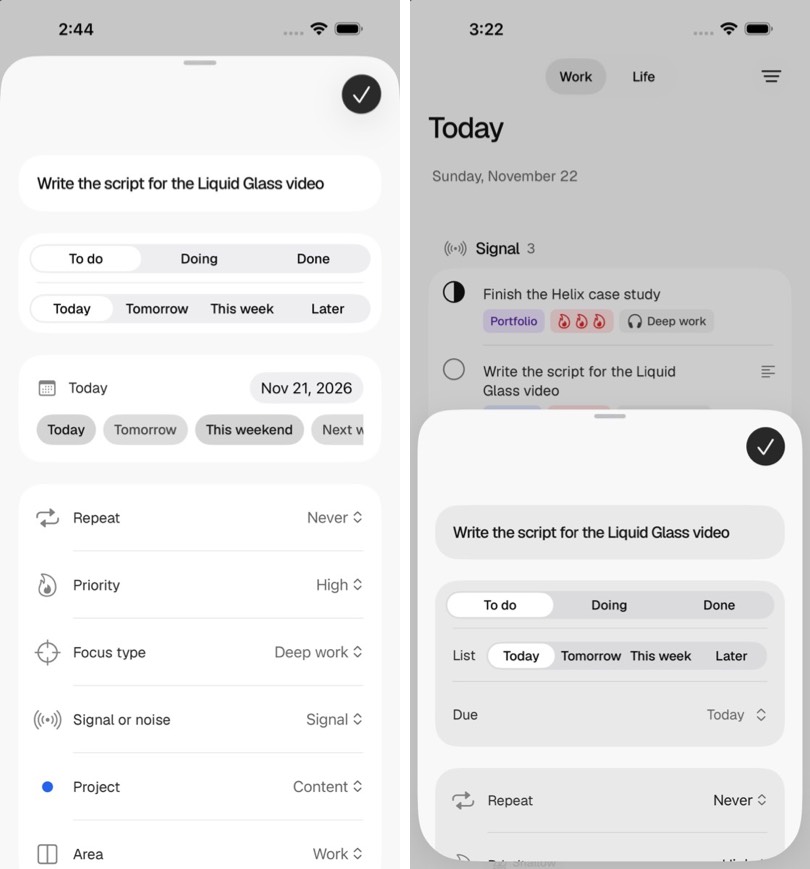 2:44
Write the script for the Liquid Glass video
To do Doing Done
Today Tomorrow This week Later
Today Nov 21, 2026
Today Tomorrow This weekend Next w
Repeat Never
Priority High
Focus type Deep work
Signal or noise Signal
Project Content
Area Work
3:22
Work Life
Today
Sunday, November 22
Signal 3
Finish the Helix case study
Portfolio Deep work
Write the script for the Liquid
Glass video
Write the script for the Liquid Glass video
To do Doing Done
List Today Tomorrow This week Later
Due Today
Repeat Never